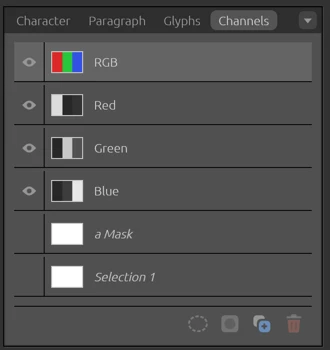 Character Paragraph Glyphs Channels
RGB
Red
Green
Blue
a Mask
Selection 1